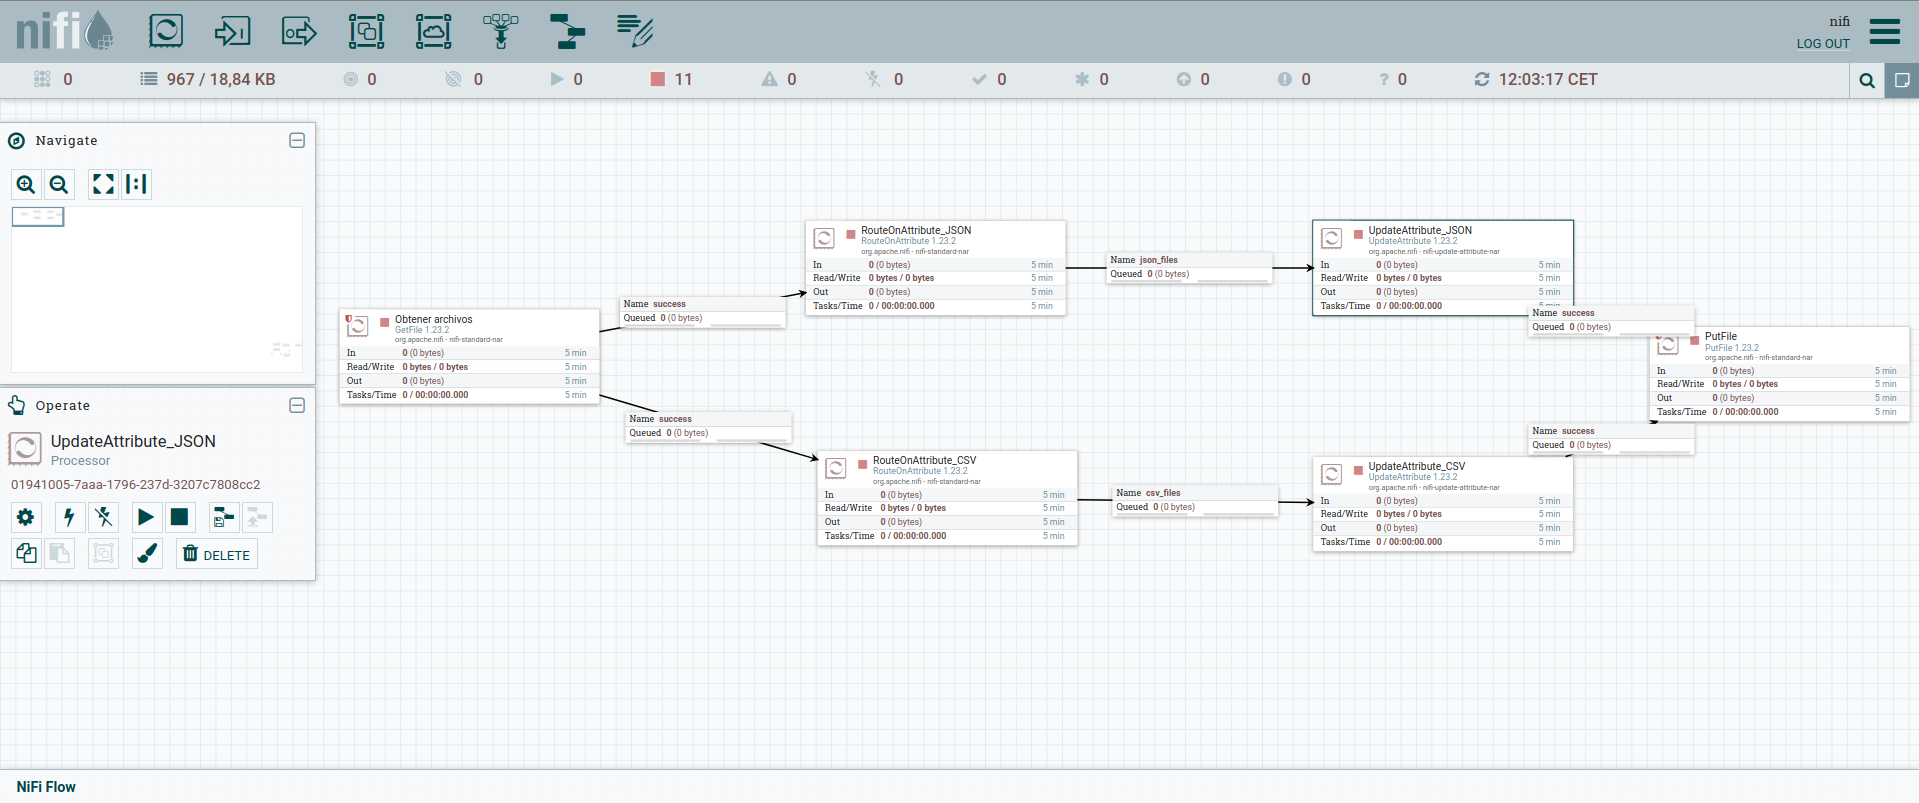 nifi
nifi
LOG OUT
0
967 / 18,84 KB
0
0
0
11
0
0
0
0
0
0
? 0
12:03:17 CET
Navigate
Operate
UpdateAttribute_JSON
Processor
01941005-7aaa-1796-237d-3207c7808cc2
DELETE
Obtener archivos
GetFile 1.23.2
org.apache.nifi - nifi-standard-nar
In 0 (0 bytes) 5 min
Read/Write 0 bytes / 0 bytes 5 min
Out 0 (0 bytes) 5 min
Tasks/Time 0 / 00:00:00.000 5 min
Name success
Queued 0 (0 bytes)
Name success
Queued 0 (0 bytes)
RouteOnAttribute_JSON
RouteOnAttribute 1.23.2
org.apache.nifi - nifi-standard-nar
In 0 (0 bytes) 5 min
Read/Write 0 bytes / 0 bytes 5 min
Out 0 (0 bytes) 5 min
Tasks/Time 0 / 00:00:00.000 5 min
Name json_files
Queued 0 (0 bytes)
UpdateAttribute_JSON
UpdateAttribute 1.23.2
org.apache.nifi - nifi-update-attribute-nar
In 0 (0 bytes) 5 min
Read/Write 0 bytes / 0 bytes 5 min
Out 0 (0 bytes) 5 min
Tasks/Time 0 / 00:00:00.000 5 min
Name success
Queued 0 (0 bytes)
PutFile
PutFile 1.23.2
org.apache.nifi - nifi-standard-nar
In 0 (0 bytes) 5 min
Read/Write 0 bytes / 0 bytes 5 min
Out 0 (0 bytes) 5 min
Tasks/Time 0 / 00:00:00.000 5 min
Name success
Queued 0 (0 bytes)
RouteOnAttribute_CSV
RouteOnAttribute 1.23.2
org.apache.nifi - nifi-standard-nar
In 0 (0 bytes) 5 min
Read/Write 0 bytes / 0 bytes 5 min
Out 0 (0 bytes) 5 min
Tasks/Time 0 / 00:00:00.000 5 min
Name csv_files
Queued 0 (0 bytes)
UpdateAttribute_CSV
UpdateAttribute 1.23.2
org.apache.nifi - nifi-update-attribute-nar
In 0 (0 bytes) 5 min
Read/Write 0 bytes / 0 bytes 5 min
Out 0 (0 bytes) 5 min
Tasks/Time 0 / 00:00:00.000 5 min
NiFi Flow